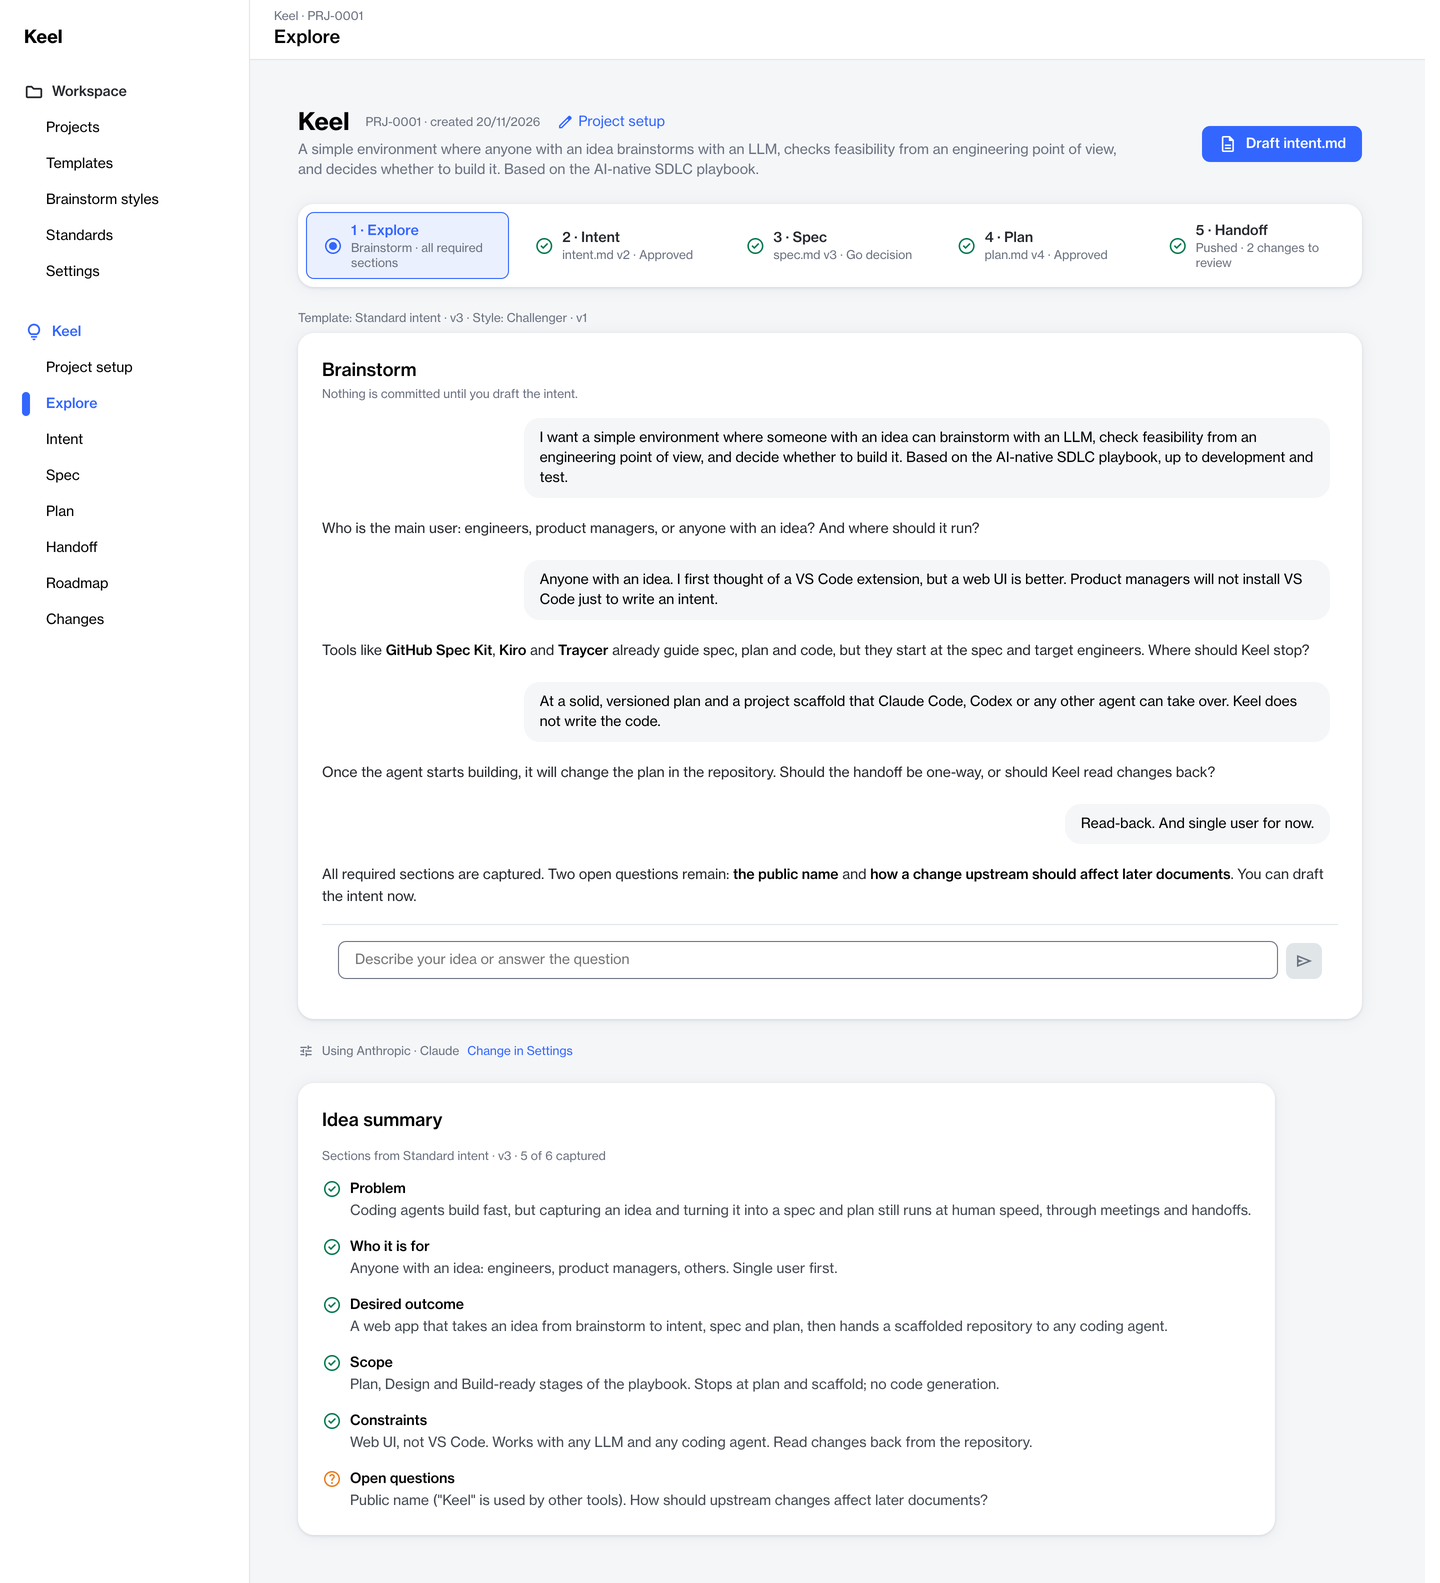 Keel
Workspace
Projects
Templates
Brainstorm styles
Standards
Settings
Keel
Project setup
Explore
Intent
Spec
Plan
Handoff
Roadmap
Changes
Keel · PRJ-0001
Explore
Keel PRJ-0001 · created 20/11/2026 Project setup
A simple environment where anyone with an idea brainstorms with an LLM, checks feasibility from an engineering point of view,
and decides whether to build it. Based on the AI-native SDLC playbook.
Draft intent.md
1 · Explore
Brainstorm · all required
sections
2 · Intent
intent.md v2 · Approved
3 · Spec
spec.md v3 · Go decision
4 · Plan
plan.md v4 · Approved
5 · Handoff
Pushed · 2 changes to
review
Template: Standard intent · v3 · Style: Challenger · v1
Brainstorm
Nothing is committed until you draft the intent.
I want a simple environment where someone with an idea can brainstorm with an LLM, check feasibility from an
engineering point of view, and decide whether to build it. Based on the AI-native SDLC playbook, up to development and
test.
Who is the main user: engineers, product managers, or anyone with an idea? And where should it run?
Anyone with an idea. I first thought of a VS Code extension, but a web UI is better. Product managers will not install VS
Code just to write an intent.
Tools like GitHub Spec Kit, Kiro and Traycer already guide spec, plan and code, but they start at the spec and target engineers. Where should Keel stop?
At a solid, versioned plan and a project scaffold that Claude Code, Codex or any other agent can take over. Keel does
not write the code.
Once the agent starts building, it will change the plan in the repository. Should the handoff be one-way, or should Keel read changes back?
Read-back. And single user for now.
All required sections are captured. Two open questions remain: the public name and how a change upstream should affect later documents. You can draft
the intent now.
Describe your idea or answer the question
Using Anthropic · Claude Change in Settings
Idea summary
Sections from Standard intent · v3 · 5 of 6 captured
Problem
Coding agents build fast, but capturing an idea and turning it into a spec and plan still runs at human speed, through meetings and handoffs.
Who it is for
Anyone with an idea: engineers, product managers, others. Single user first.
Desired outcome
A web app that takes an idea from brainstorm to intent, spec and plan, then hands a scaffolded repository to any coding agent.
Scope
Plan, Design and Build-ready stages of the playbook. Stops at plan and scaffold; no code generation.
Constraints
Web UI, not VS Code. Works with any LLM and any coding agent. Read changes back from the repository.
Open questions
Public name ("Keel" is used by other tools). How should upstream changes affect later documents?